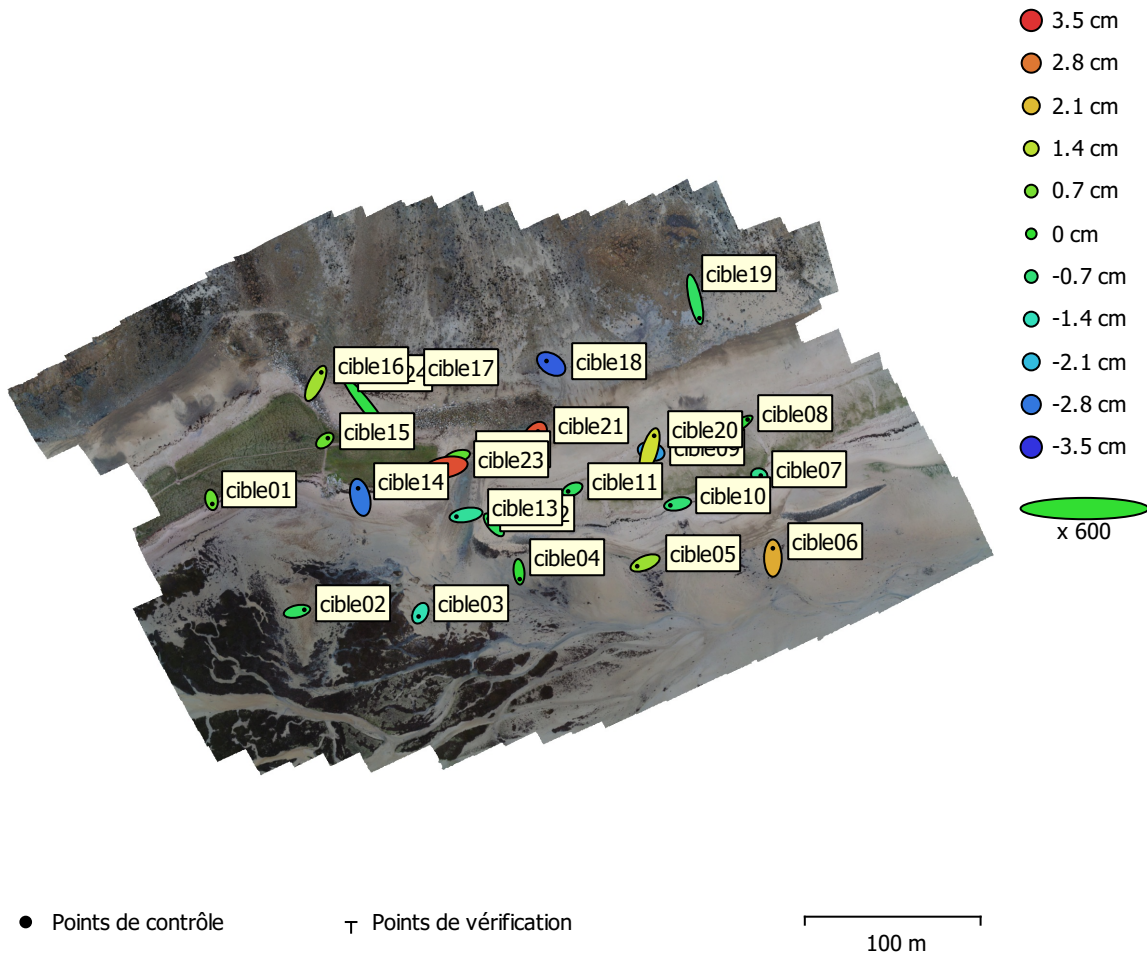 3.5 cm
2.8 cm
2.1 cm
1.4 cm
0.7 cm
0 cm
-0.7 cm
-1.4 cm
-2.1 cm
-2.8 cm
-3.5 cm
x 600
cible19
cible16
cible17
cible18
cible15
cible21
cible20
cible08
cible09
cible23
cible14
cible11
cible07
cible01
cible13
cible10
cible04
cible05
cible06
cible02
cible03
Points de contrôle
Points de vérification
100 m